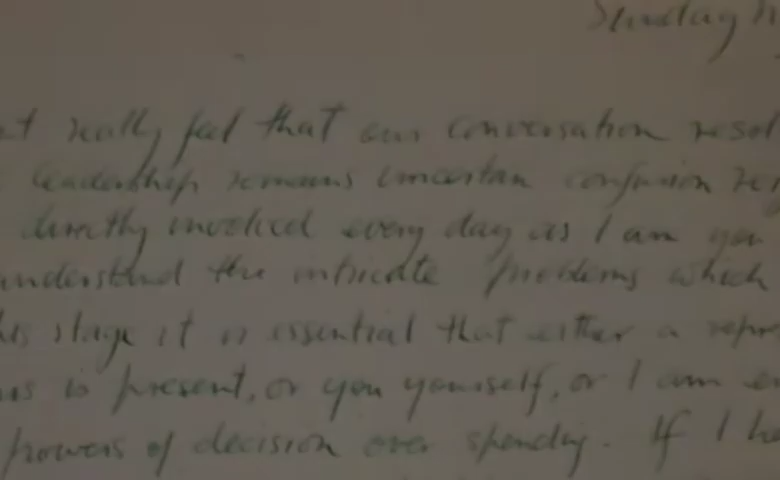 Sunday
really feel that our conversation
leadership remains uncertain confusion
directly involved every day as I am you
understand the intricate problems which
stage it is essential that either a
is present, or you yourself, or I am
powers of decision over spending. If I